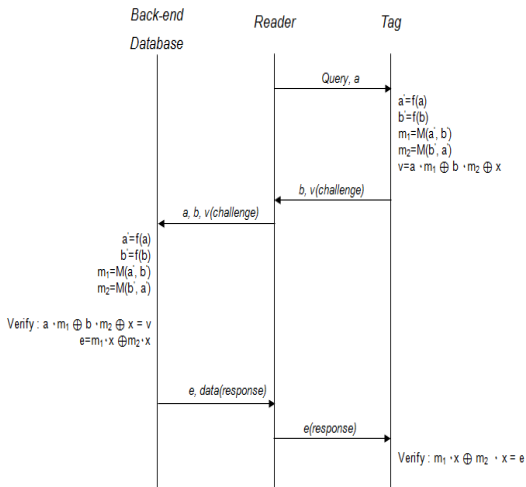 Back-end
Database
Reader
Tag
Query, a
a'=f(a)
b'=f(b)
m₁=M(a', b')
m₂=M(b', a')
v=a·m₁ ⊕ b·m₂ ⊕ x
b, v(challenge)
a, b, v(challenge)
a'=f(a)
b'=f(b)
m₁=M(a', b')
m₂=M(b', a')
Verify : a·m₁ ⊕ b·m₂ ⊕ x = v
e=m₁·x ⊕m₂·x
e, data(response)
e(response)
Verify : m₁·x ⊕ m₂ · x = e